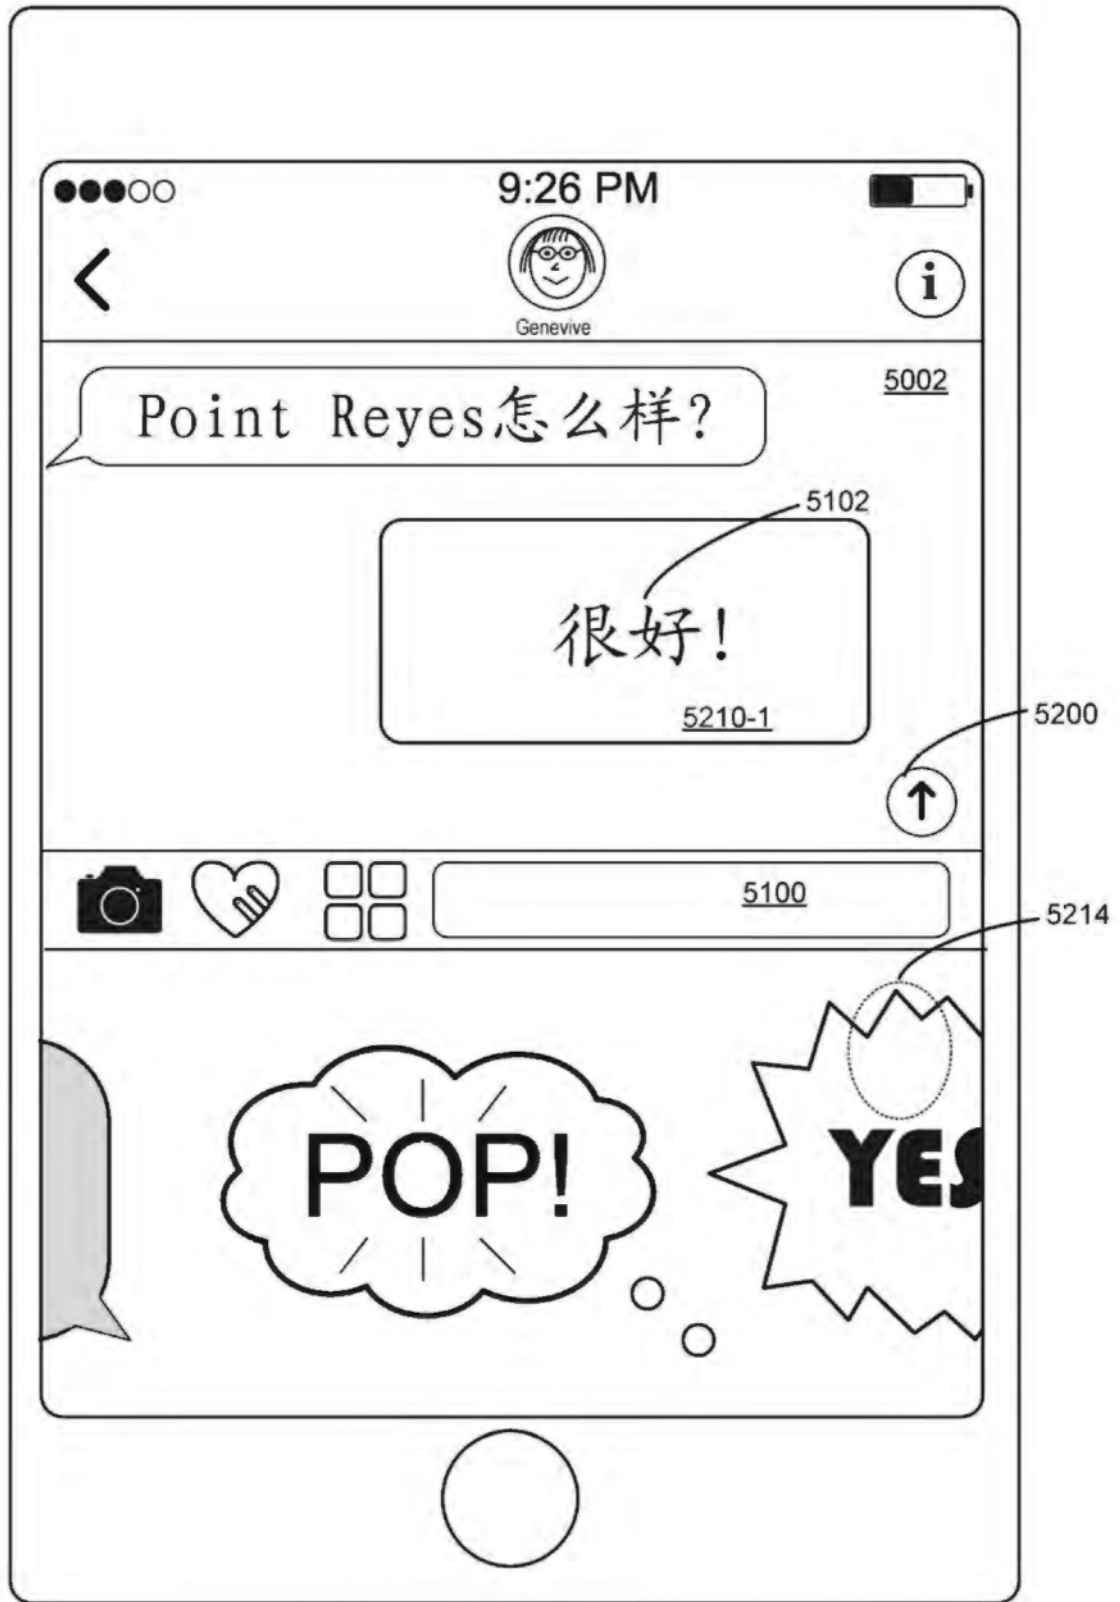 9:26 PM
i
Genevive
5002
Point Reyes怎么样?
5102
很好!
5210-1
5200
5100
5214
POP!
YES